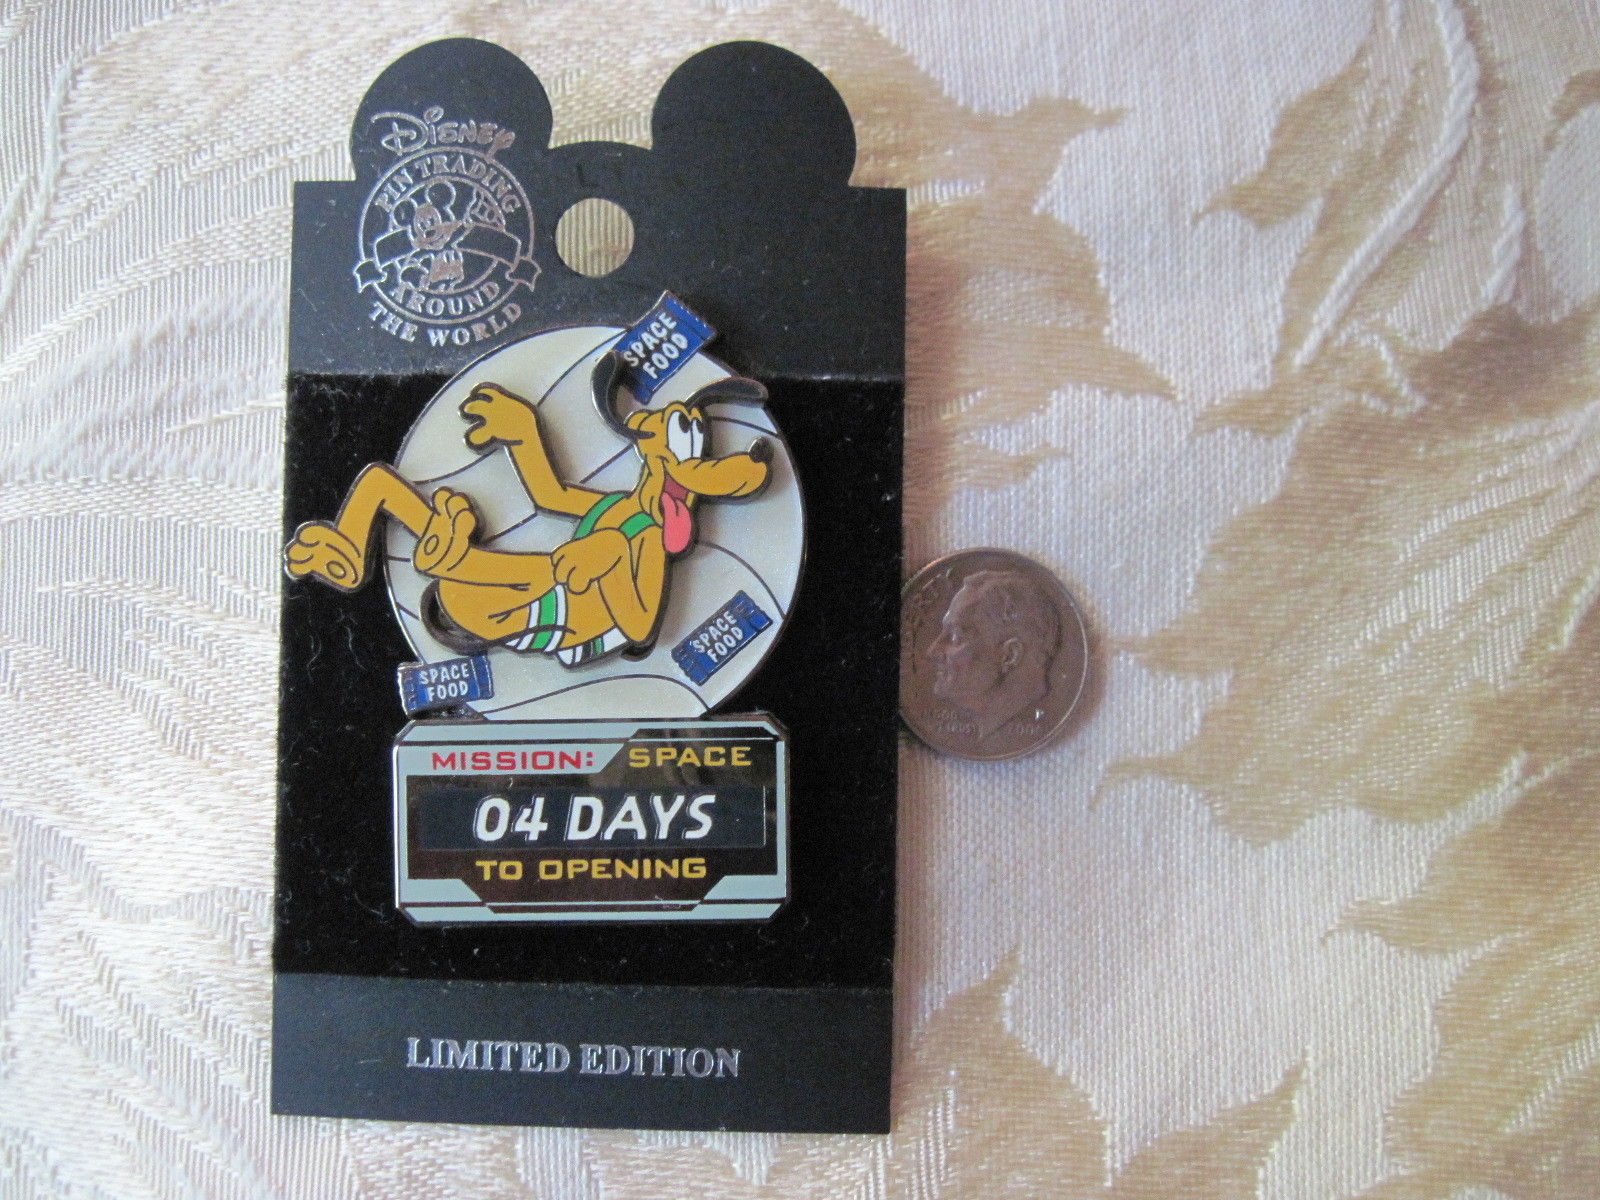 Disney
PIN TRADING
AROUND
THE WORLD
SPACE
FOOD
SPACE
FOOD
SPACE
FOOD
MISSION: SPACE
04 DAYS
TO OPENING
LIMITED EDITION